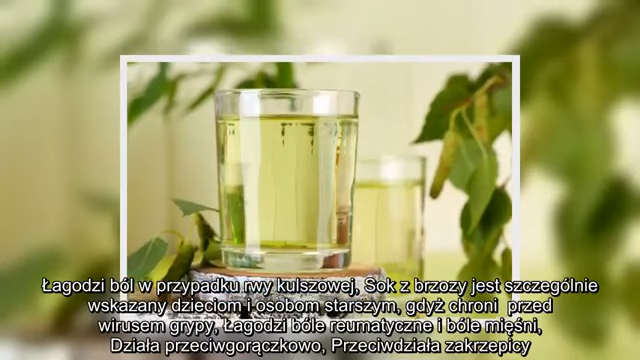 Łagodzi ból w przypadku rwy kulszowej, Sok z brzozy jest szczególnie
wskazany dzieciom i osobom starszym, gdyż chroni  przed
wirusem grypy, Łagodzi bóle reumatyczne i bóle mięśni,
Działa przeciwgorączkowo, Przeciwdziała zakrzepicy